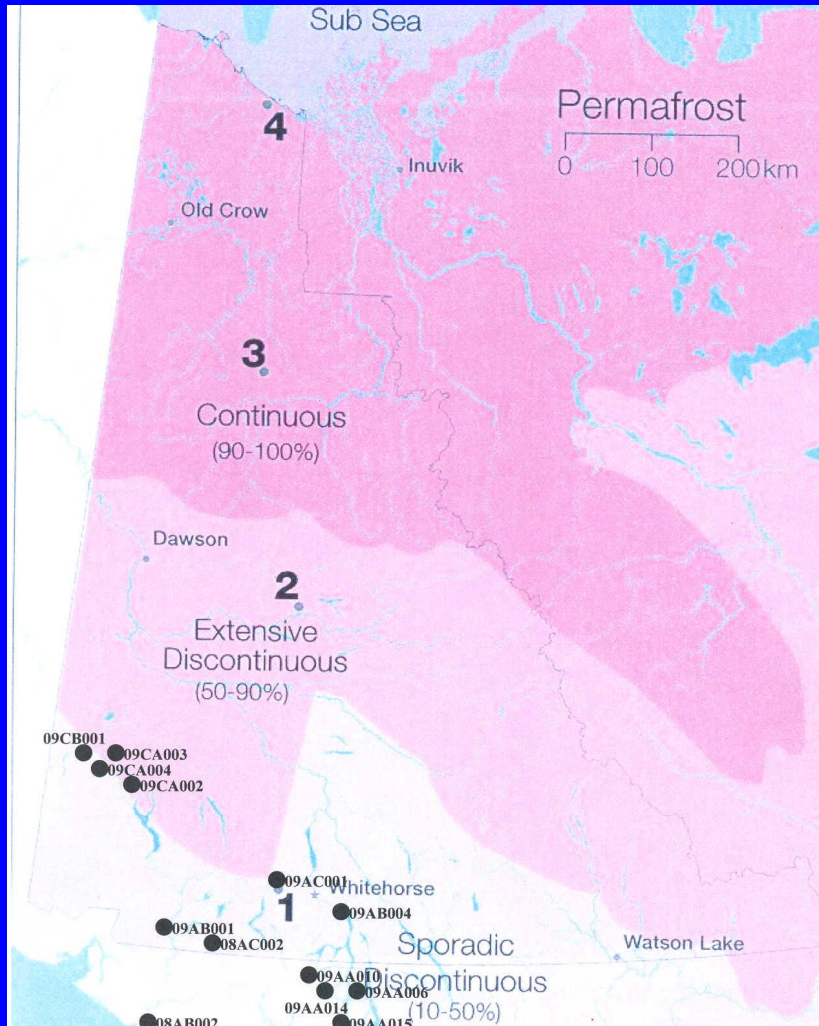 Sub Sea
Permafrost
0 100 200km
4
Inuvik
Old Crow
3
Continuous
(90-100%)
Dawson
2
Extensive
Discontinuous
(50-90%)
09CB001
09CA003
09CA004
09CA002
09AC001
Whitehorse
1
09AB004
09AB001
08AC002
Sporadic
Watson Lake
09AA010
Discontinuous
09AA006
09AA014
(10-50%)
08AB002
09AA015